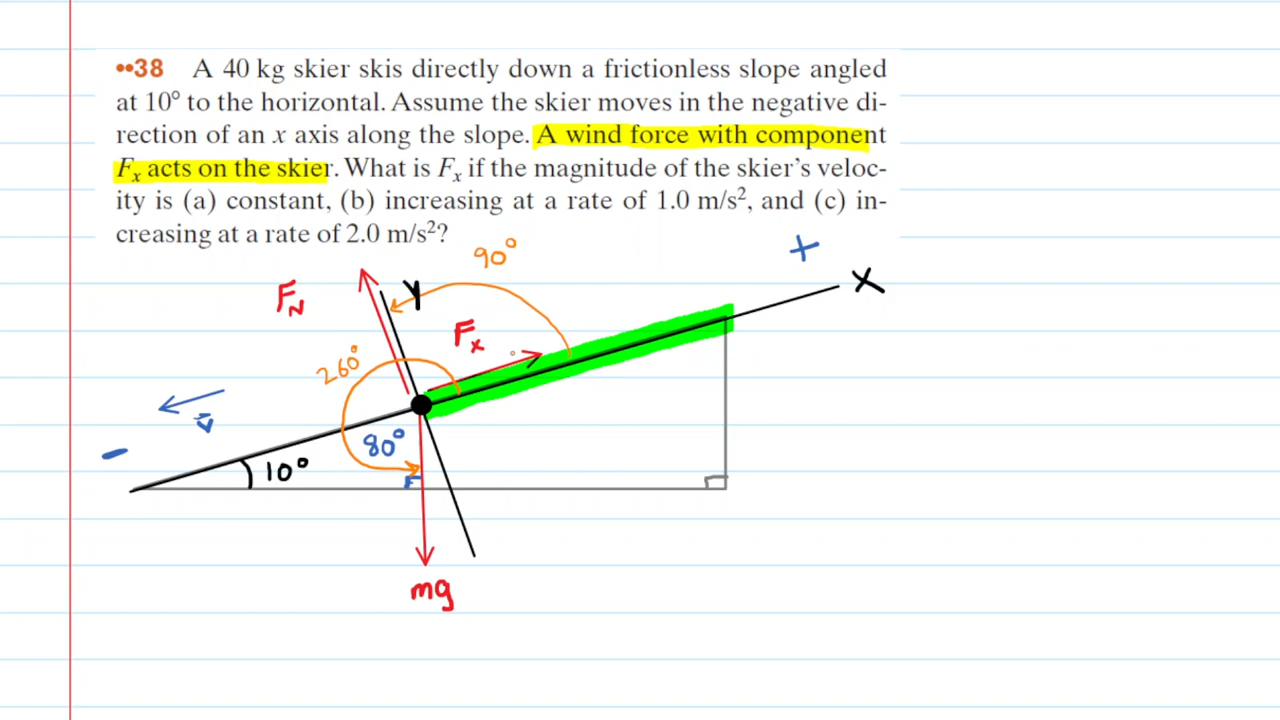 ••38 A 40 kg skier skis directly down a frictionless slope angled
at 10° to the horizontal. Assume the skier moves in the negative di-
rection of an x axis along the slope. A wind force with component
Fx acts on the skier. What is Fx if the magnitude of the skier's veloc-
ity is (a) constant, (b) increasing at a rate of 1.0 m/s², and (c) in-
creasing at a rate of 2.0 m/s²?
+
90°
X
Y
FN
Fx
260°
v⃗
80°
-
10°
F
mg